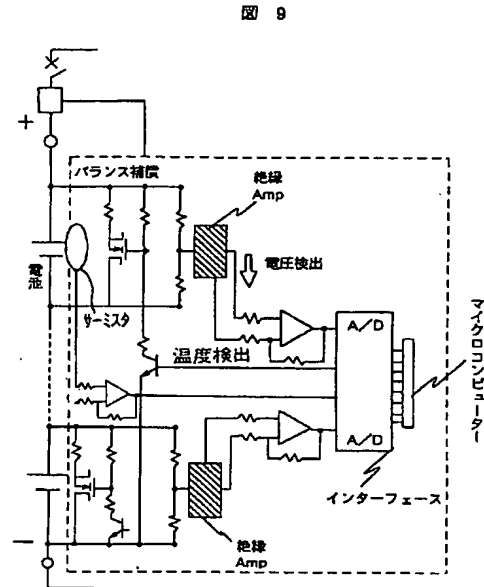 図 9
+
バランス補償
絶縁
Amp
電圧検出
電池
サーミスタ
A/D
温度検出
マイクロコンピューター
A/D
インターフェース
絶縁
Amp
−